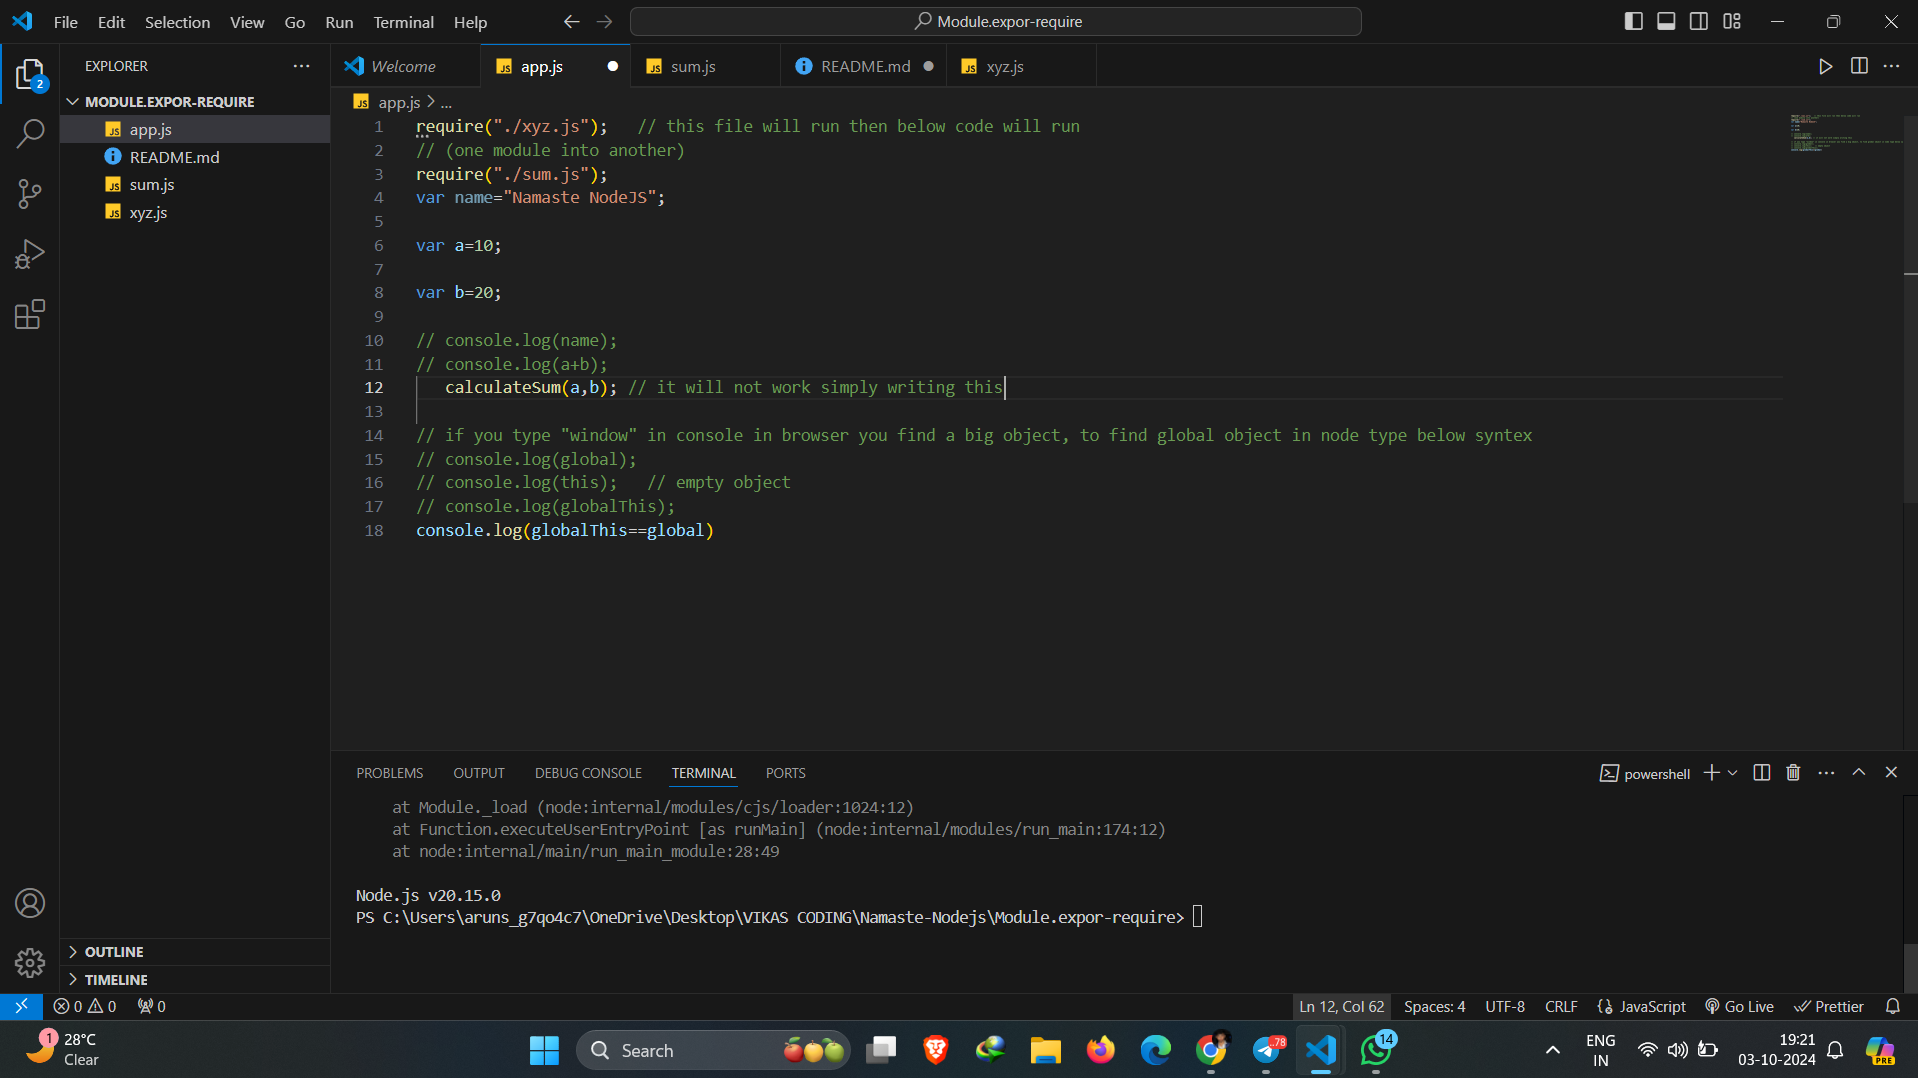 File Edit Selection View Go Run Terminal Help
Module.expor-require
EXPLORER
Welcome
app.js
sum.js
README.md
xyz.js
2
MODULE.EXPOR-REQUIRE
app.js
README.md
sum.js
xyz.js
app.js > ...
1 require("./xyz.js"); // this file will run then below code will run
2 // (one module into another)
3 require("./sum.js");
4 var name="Namaste NodeJS";
5
6 var a=10;
7
8 var b=20;
9
10 // console.log(name);
11 // console.log(a+b);
12 calculateSum(a,b); // it will not work simply writing this
13
14 // if you type "window" in console in browser you find a big object, to find global object in node type below syntex
15 // console.log(global);
16 // console.log(this); // empty object
17 // console.log(globalThis);
18 console.log(globalThis==global)
PROBLEMS OUTPUT DEBUG CONSOLE TERMINAL PORTS
powershell
at Module._load (node:internal/modules/cjs/loader:1024:12)
at Function.executeUserEntryPoint [as runMain] (node:internal/modules/run_main:174:12)
at node:internal/main/run_main_module:28:49
Node.js v20.15.0
PS C:\Users\aruns_g7qo4c7\OneDrive\Desktop\VIKAS CODING\Namaste-Nodejs\Module.expor-require>
OUTLINE
TIMELINE
0 0 0
Ln 12, Col 62 Spaces: 4 UTF-8 CRLF {} JavaScript Go Live Prettier
1
28°C
Clear
Search
.78
14
ENG
IN
19:21
03-10-2024
PRE